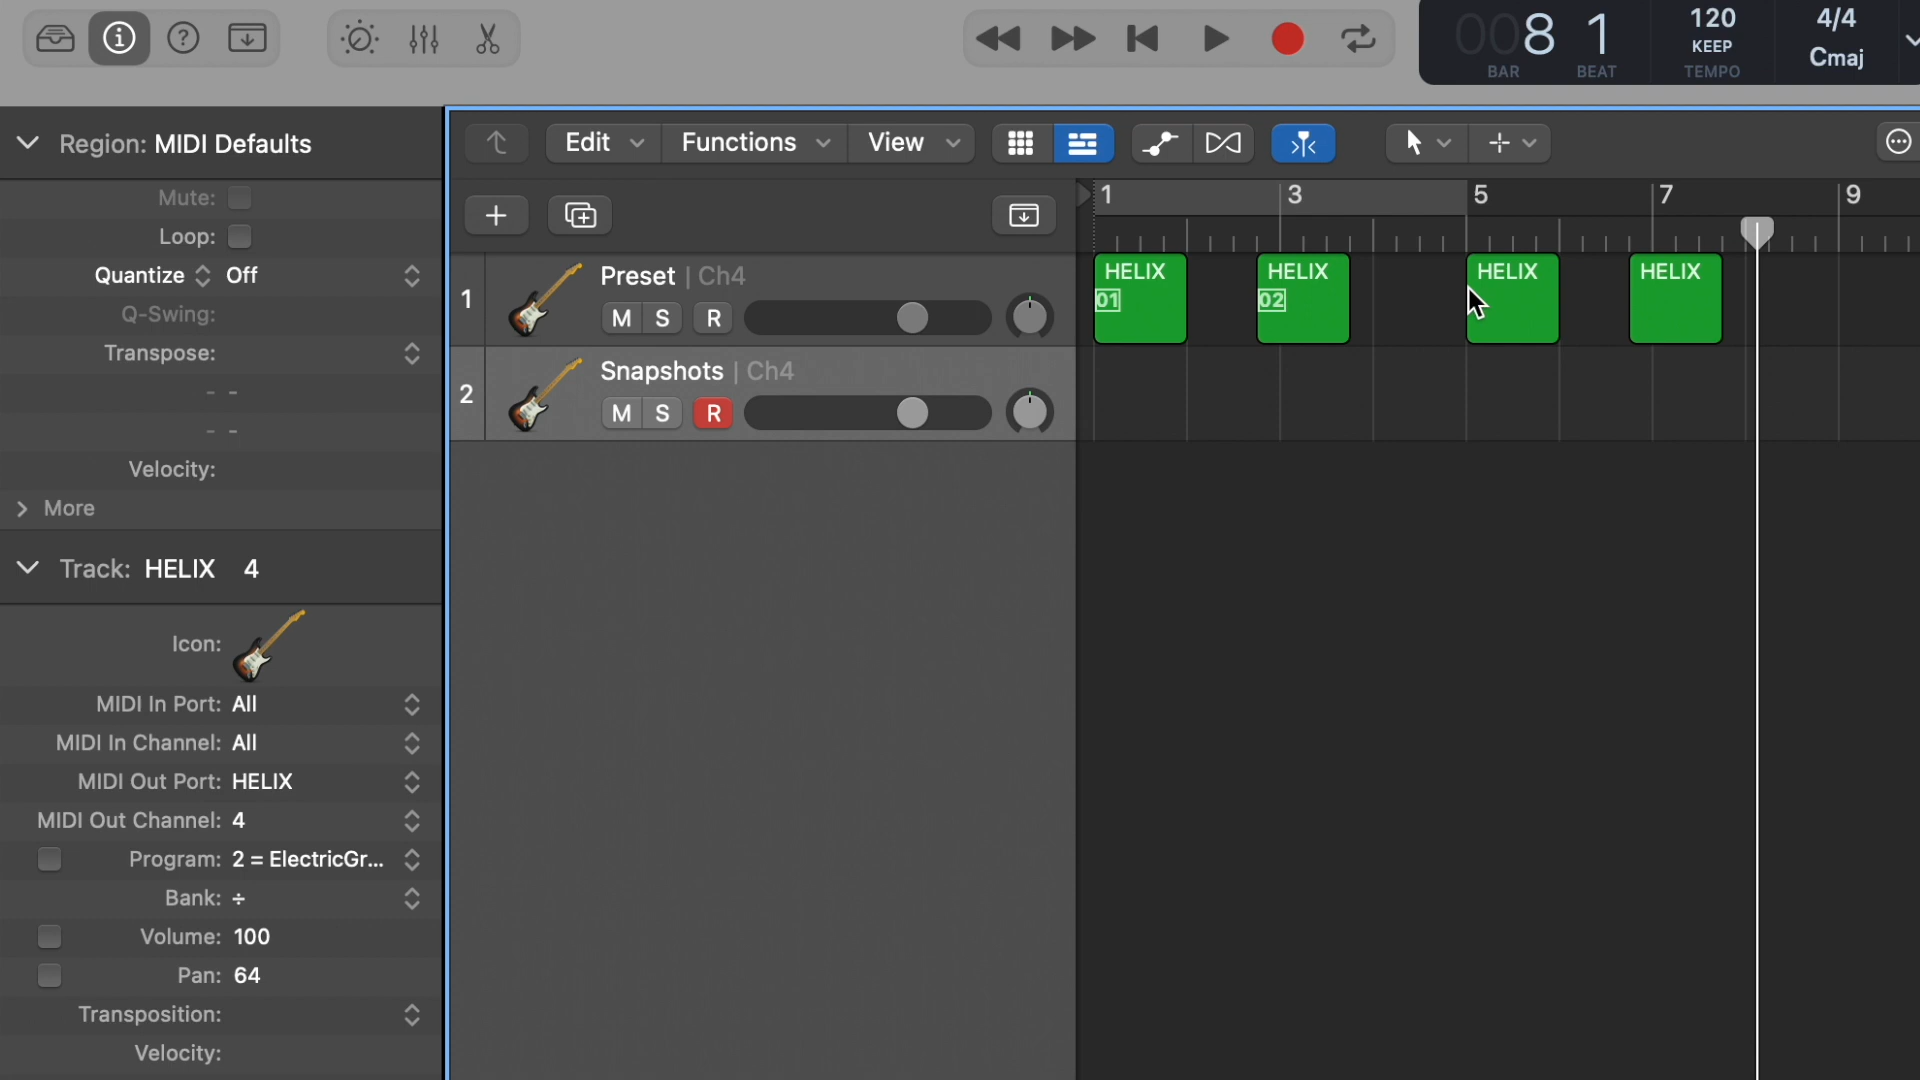 008 1 120 4/4
KEEP Cmaj
BAR BEAT TEMPO
Region: MIDI Defaults
Edit Functions View
Mute:
Loop:
Quantize Off
Q-Swing:
Transpose:
- -
- -
Velocity:
More
Track: HELIX 4
Icon:
MIDI In Port: All
MIDI In Channel: All
MIDI Out Port: HELIX
MIDI Out Channel: 4
Program: 2 = ElectricGr...
Bank: ÷
Volume: 100
Pan: 64
Transposition:
Velocity:
1 3 5 7 9
1 Preset | Ch4
M S R
2 Snapshots | Ch4
M S R
HELIX HELIX HELIX HELIX
01 02